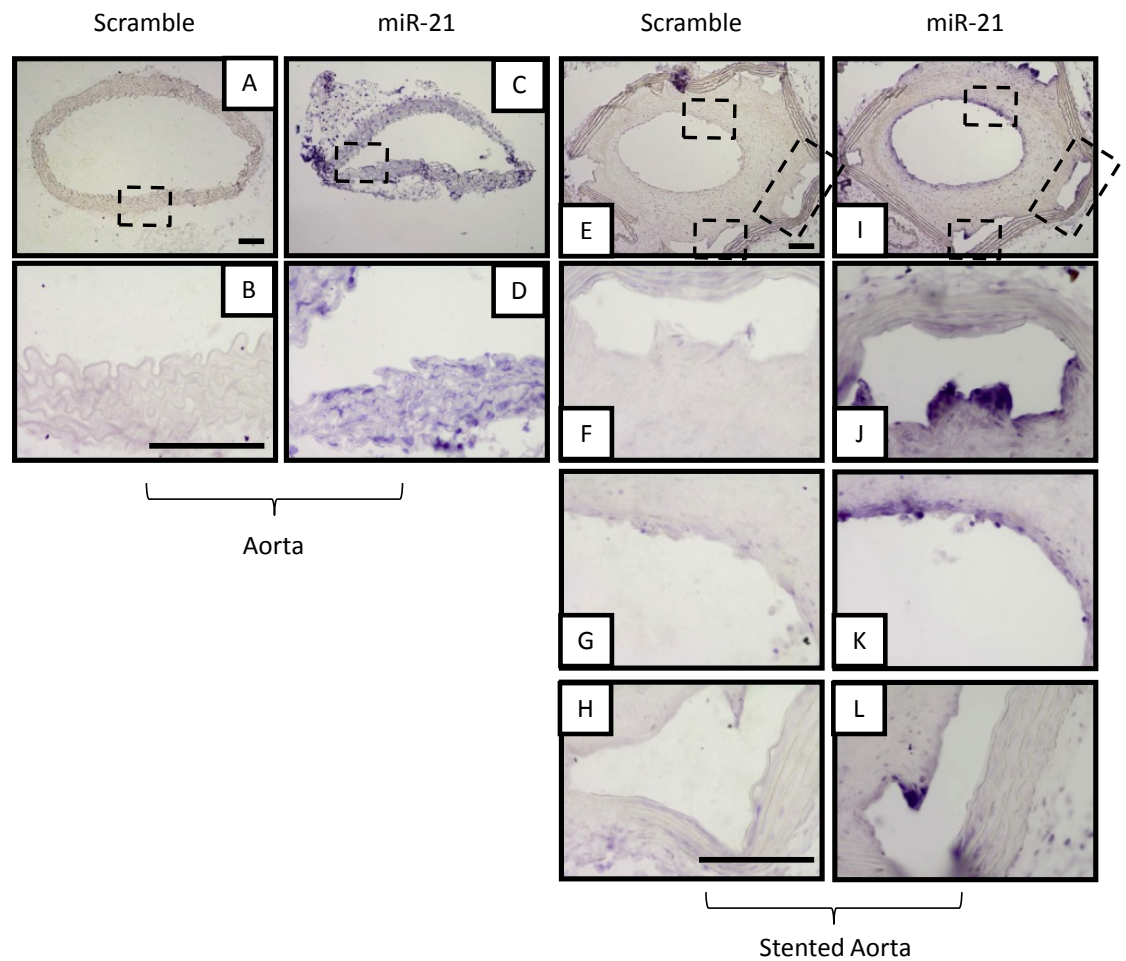 Scramble miR-21 Scramble miR-21
A C E I
B D F J
Aorta
G K
H L
Stented Aorta